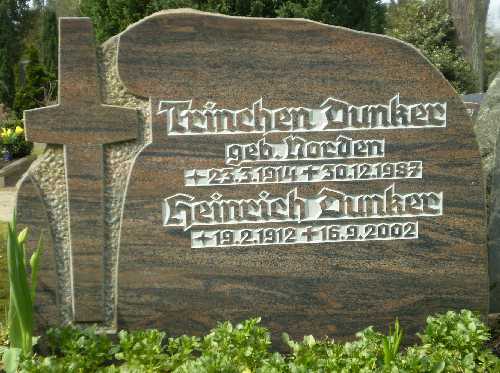 Trinchen Dunker
geb. Norden
+23.3.1914 +30.12.1987
Heinrich Dunker
+19.2.1912 +16.9.2002